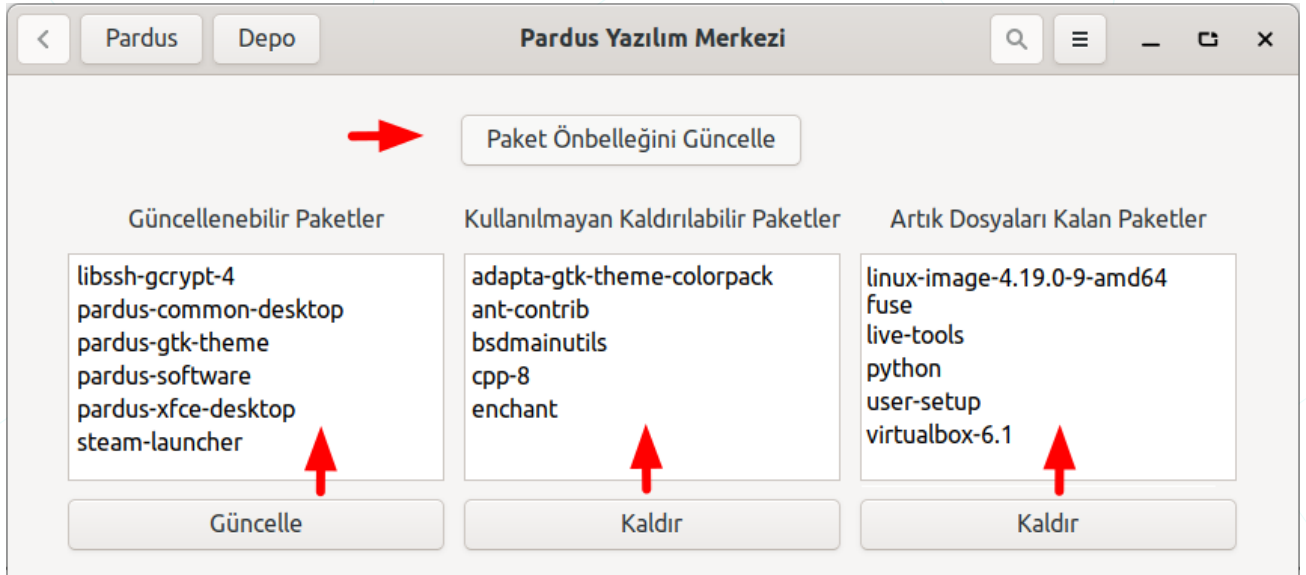 Pardus Depo Pardus Yazılım Merkezi
Paket Önbelleğini Güncelle
Güncellenebilir Paketler
libssh-gcrypt-4
pardus-common-desktop
pardus-gtk-theme
pardus-software
pardus-xfce-desktop
steam-launcher
Güncelle
Kullanılmayan Kaldırılabilir Paketler
adapta-gtk-theme-colorpack
ant-contrib
bsdmainutils
cpp-8
enchant
Kaldır
Artık Dosyaları Kalan Paketler
linux-image-4.19.0-9-amd64
fuse
live-tools
python
user-setup
virtualbox-6.1
Kaldır